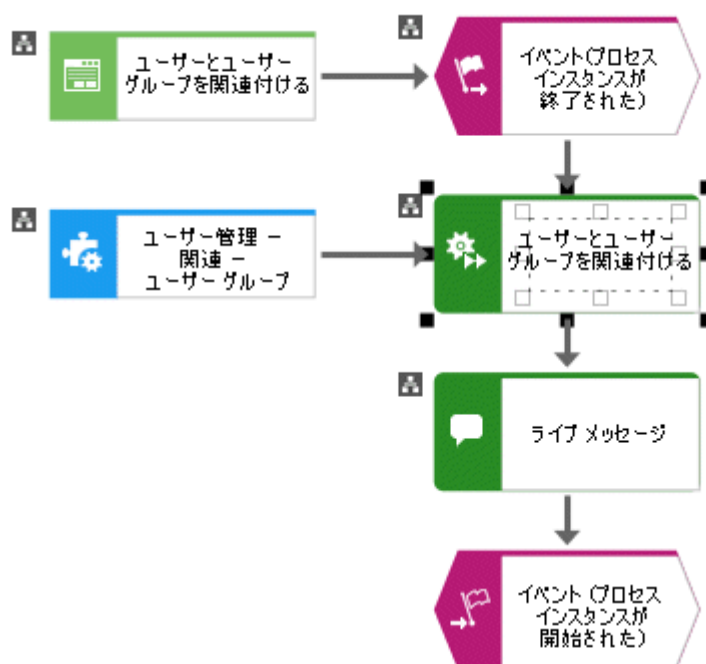 ユーザーとユーザー
グループを関連付ける
イベント(プロセス
インスタンスが
終了された)
ユーザー管理 –
関連 –
ユーザー グループ
ユーザーとユーザー
グループを関連付ける
ライブ メッセージ
イベント (プロセス
インスタンスが
開始された)